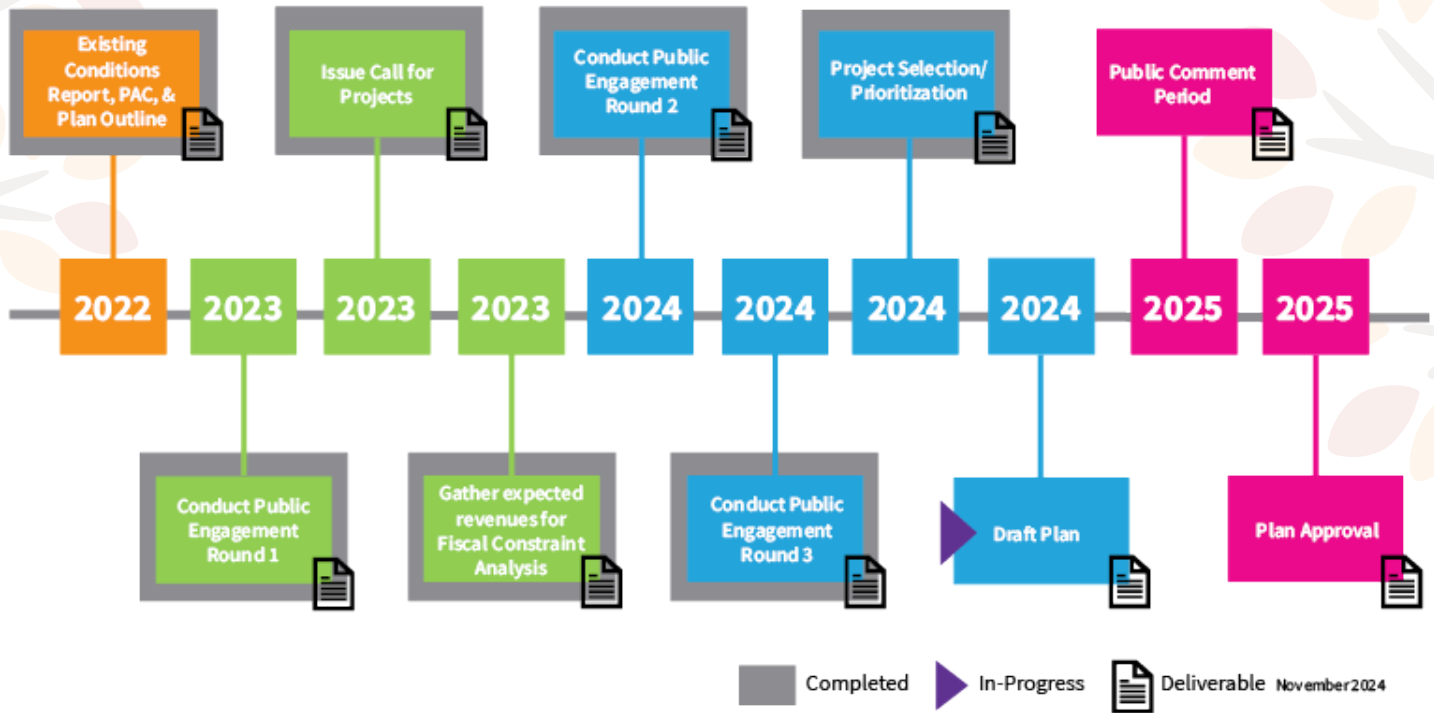 Existing
Conditions
Report, PAC, &
Plan Outline
Issue Call for
Projects
Conduct Public
Engagement
Round 2
Project Selection/
Prioritization
Public Comment
Period
2022
2023
2023
2023
2024
2024
2024
2024
2025
2025
Conduct Public
Engagement
Round 1
Gather expected
revenues for
Fiscal Constraint
Analysis
Conduct Public
Engagement
Round 3
Draft Plan
Plan Approval
Completed
In-Progress
Deliverable
November 2024